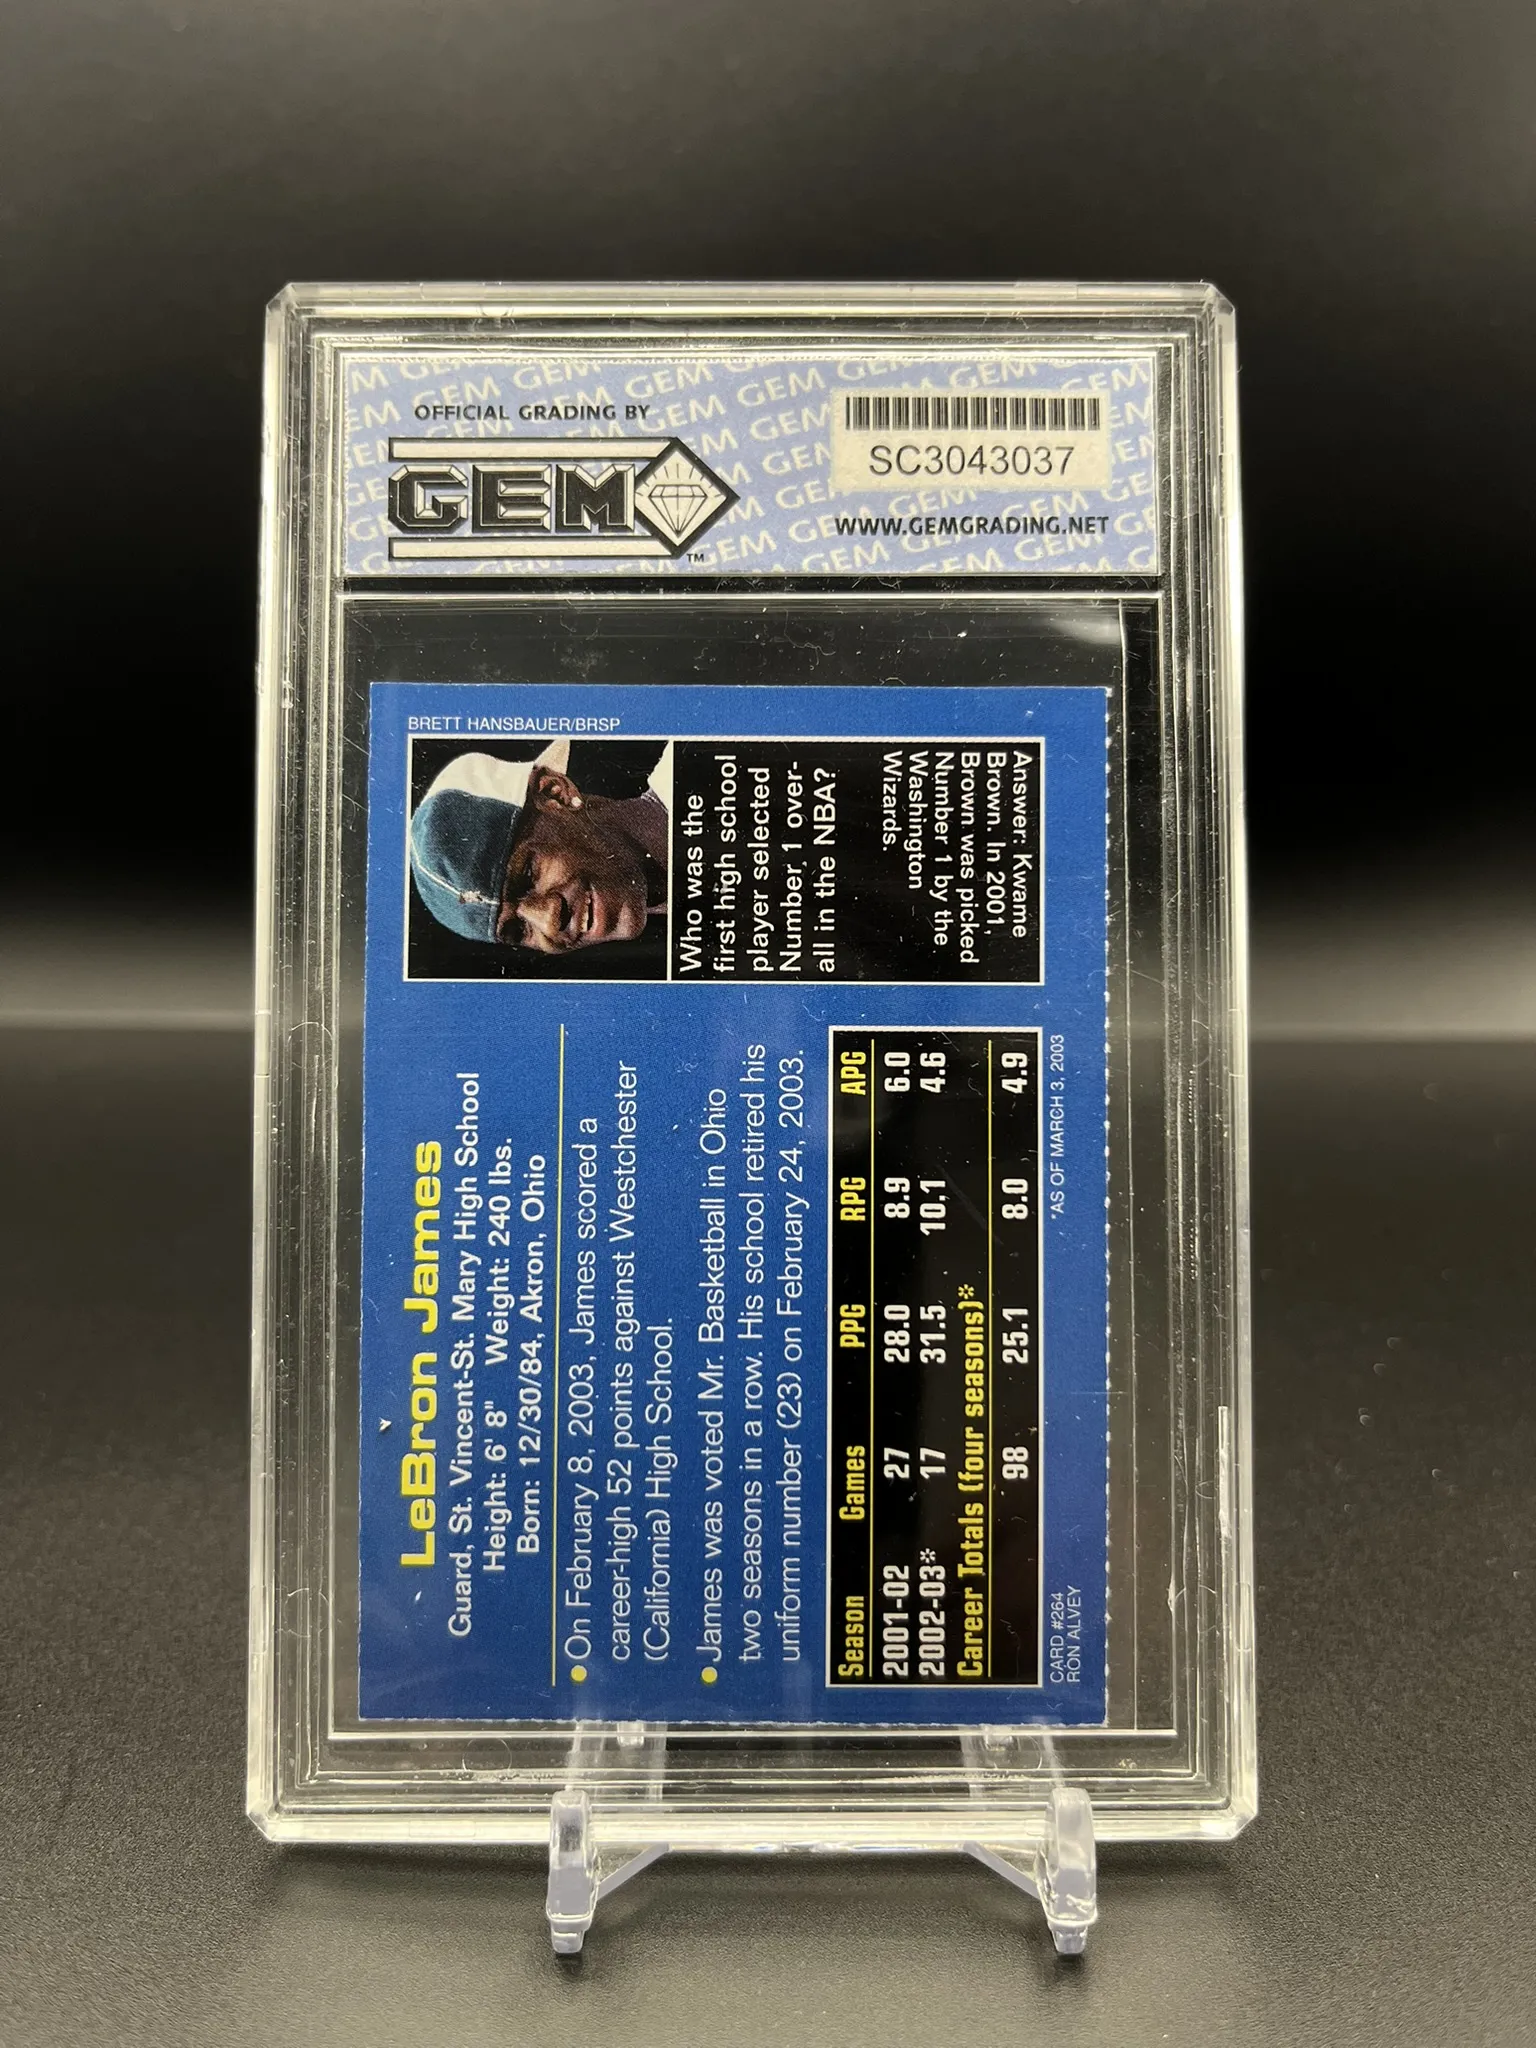 OFFICIAL GRADING BY
GEM
TM
SC3043037
WWW.GEMGRADING.NET
LeBron James
Guard, St. Vincent-St. Mary High School
Height: 6' 8" Weight: 240 lbs.
Born: 12/30/84, Akron, Ohio
•On February 8, 2003, James scored a
career-high 52 points against Westchester
(California) High School.
•James was voted Mr. Basketball in Ohio
two seasons in a row. His school retired his
uniform number (23) on February 24, 2003.
Season Games PPG RPG APG
2001-02 27 28.0 8.9 6.0
2002-03* 17 31.5 10.1 4.6
Career Totals (four seasons)*
98 25.1 8.0 4.9
CARD #264
RON ALVEY
*AS OF MARCH 3, 2003
BRETT HANSBAUER/BRSP
Who was the
first high school
player selected
Number 1 over-
all in the NBA?
Answer: Kwame
Brown. In 2001,
Brown was picked
Number 1 by the
Washington
Wizards.